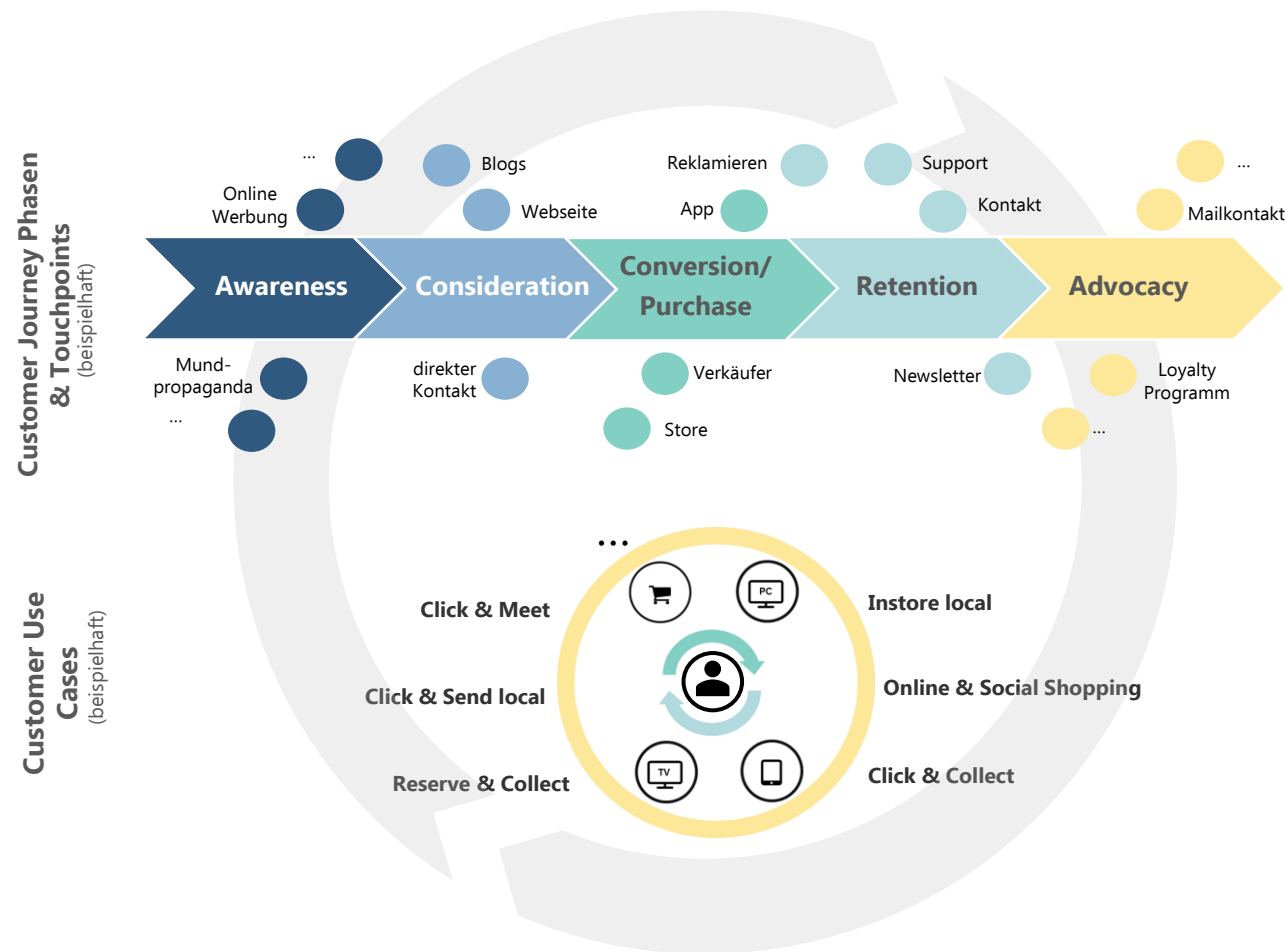 Customer Journey Phasen
& Touchpoints
(beispielhaft)
...
Blogs
Reklamieren
Support
...
Online
Werbung
Webseite
App
Kontakt
Mailkontakt
Awareness
Consideration
Conversion/
Purchase
Retention
Advocacy
Mund-
propaganda
direkter
Kontakt
Verkäufer
Newsletter
Loyalty
Programm
...
Store
...
Customer Use
Cases
(beispielhaft)
...
PC
Click & Meet
Instore local
Click & Send local
Online & Social Shopping
TV
Reserve & Collect
Click & Collect